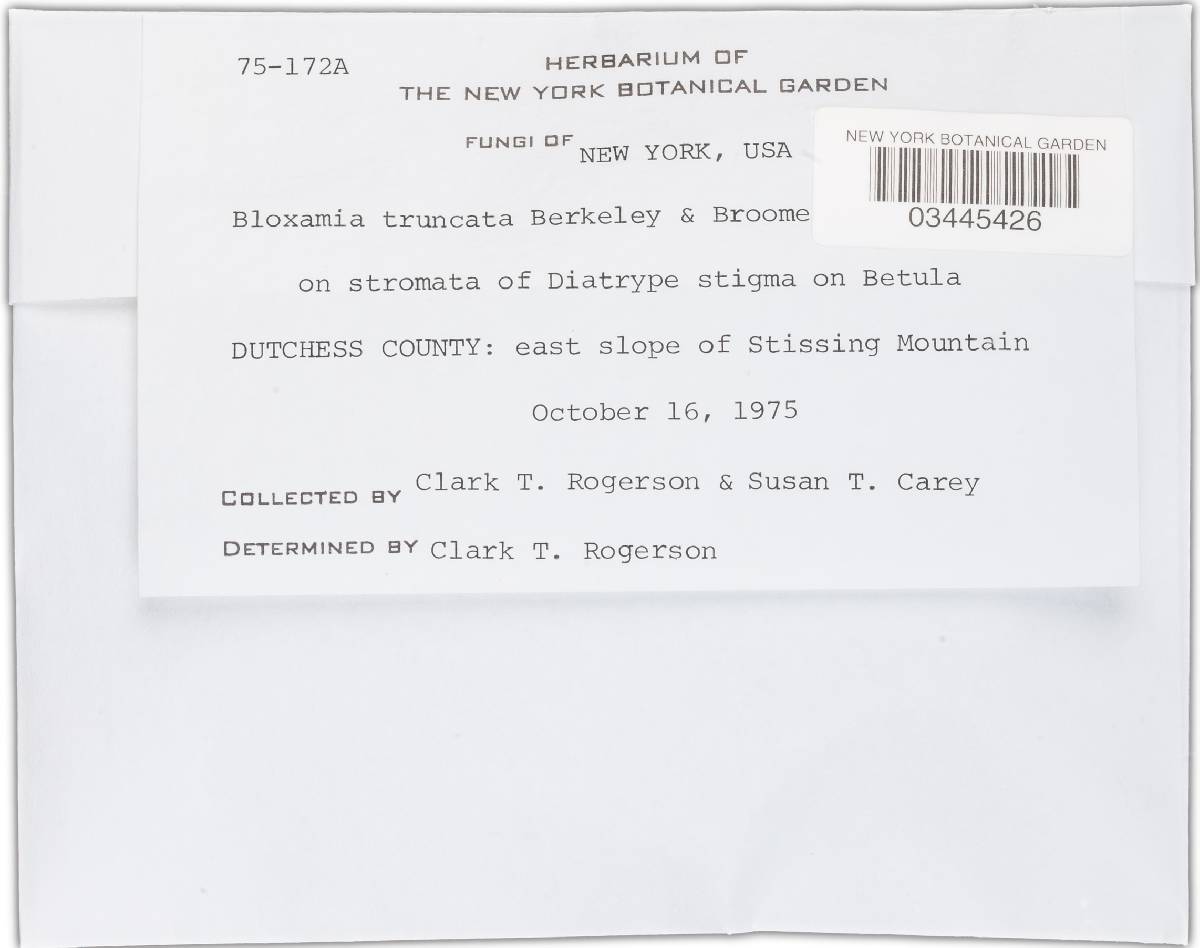 75-172A
HERBARIUM OF
THE NEW YORK BOTANICAL GARDEN
FUNGI OF NEW YORK, USA
NEW YORK BOTANICAL GARDEN
03445426
Bloxamia truncata Berkeley & Broome
on stromata of Diatrype stigma on Betula
DUTCHESS COUNTY: east slope of Stissing Mountain
October 16, 1975
COLLECTED BY Clark T. Rogerson & Susan T. Carey
DETERMINED BY Clark T. Rogerson